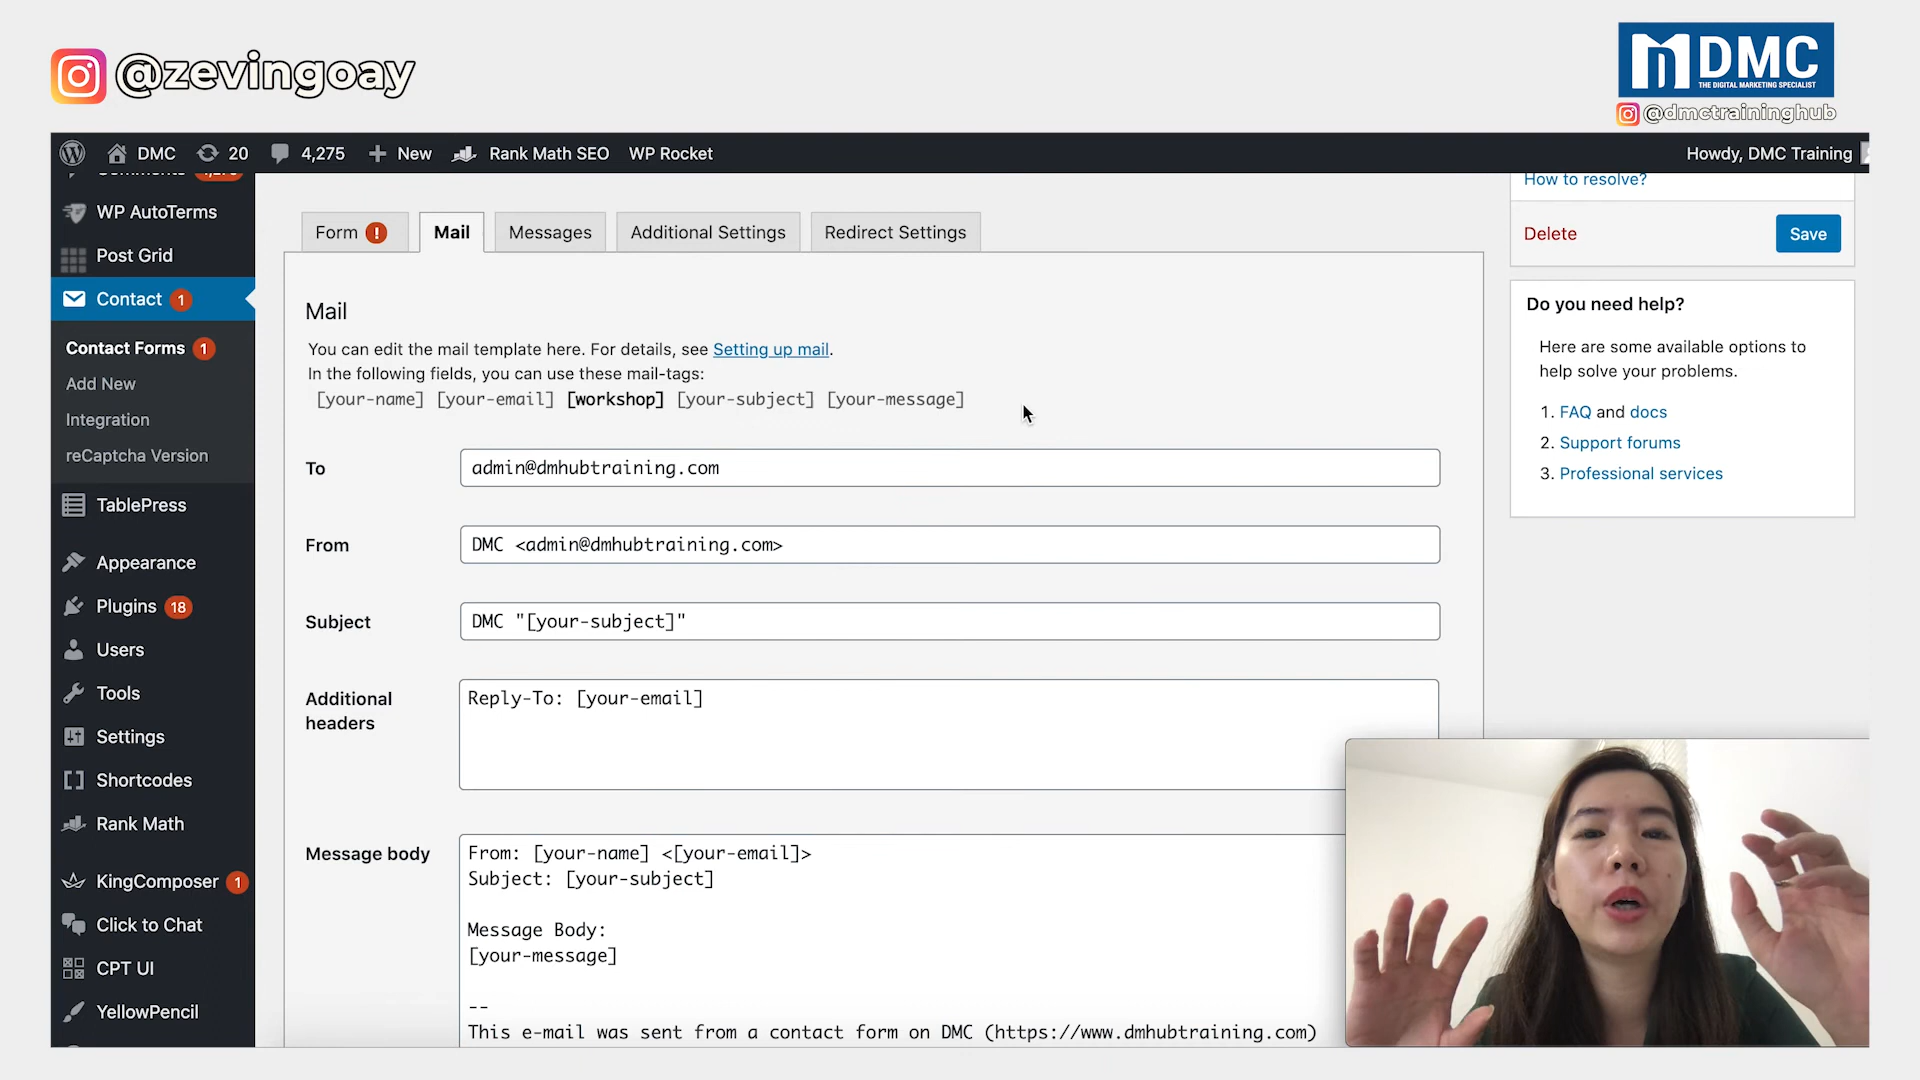 @zevingoay
DMC
THE DIGITAL MARKETING SPECIALIST
@dmctraininghub
DMC 20 4,275 New Rank Math SEO WP Rocket Howdy, DMC Training
Comments 4,275
WP AutoTerms
Post Grid
Contact 1
Contact Forms 1
Add New
Integration
reCaptcha Version
TablePress
Appearance
Plugins 18
Users
Tools
Settings
Shortcodes
Rank Math
KingComposer 1
Click to Chat
CPT UI
YellowPencil
Form ! Mail Messages Additional Settings Redirect Settings
Mail
You can edit the mail template here. For details, see Setting up mail.
In the following fields, you can use these mail-tags:
[your-name] [your-email] [workshop] [your-subject] [your-message]
To admin@dmhubtraining.com
From DMC <admin@dmhubtraining.com>
Subject DMC "[your-subject]"
Additional headers
Reply-To: [your-email]
Message body
From: [your-name] <[your-email]>
Subject: [your-subject]
Message Body:
[your-message]
--
This e-mail was sent from a contact form on DMC (https://www.dmhubtraining.com)
How to resolve?
Delete Save
Do you need help?
Here are some available options to
help solve your problems.
1. FAQ and docs
2. Support forums
3. Professional services